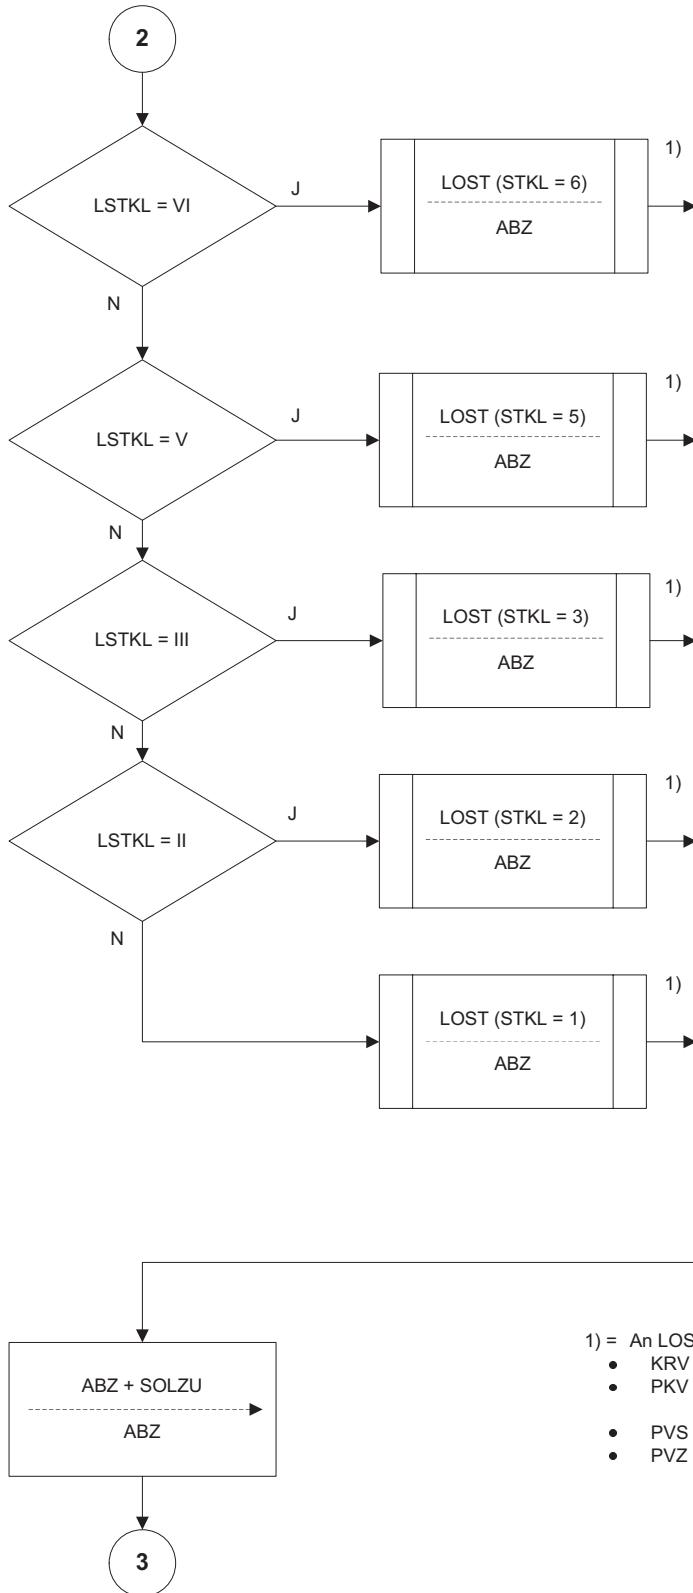 2
LSTKL = VI
J
LOST (STKL = 6)
ABZ
1)
N
LSTKL = V
J
LOST (STKL = 5)
ABZ
1)
N
LSTKL = III
J
LOST (STKL = 3)
ABZ
1)
N
LSTKL = II
J
LOST (STKL = 2)
ABZ
1)
N
LOST (STKL = 1)
ABZ
1)
ABZ + SOLZU
ABZ
1) = An LOS
• KRV
• PKV
• PVS
• PVZ
3